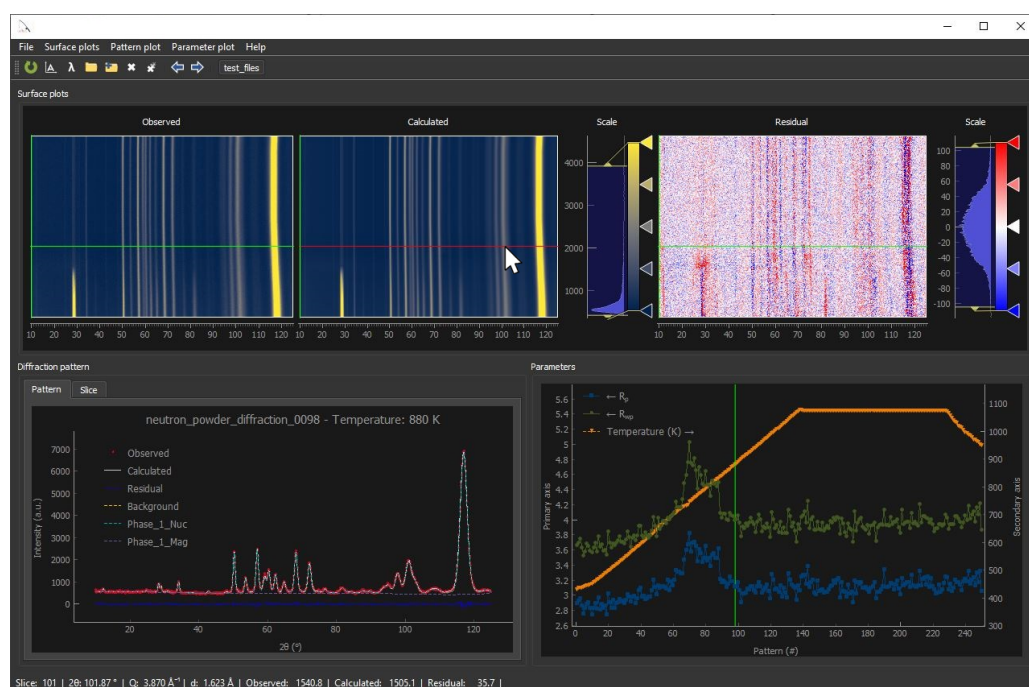 File Surface plots Pattern plot Parameter plot Help
λ test_files
Surface plots
Observed Calculated Scale Residual Scale
4000
3000
2000
1000
100
80
60
40
20
0
-20
-40
-60
-80
-100
10 20 30 40 50 60 70 80 90 100 110 120
10 20 30 40 50 60 70 80 90 100 110 120
10 20 30 40 50 60 70 80 90 100 110 120
Diffraction pattern
Pattern Slice
neutron_powder_diffraction_0098 - Temperature: 880 K
Intensity (a.u.)
7000
6000
5000
4000
3000
2000
1000
0
Observed
Calculated
Residual
Background
Phase_1_Nuc
Phase_1_Mag
20 40 60 80 100 120
2θ (°)
Parameters
Primary axis
5.6
5.4
5.2
5
4.8
4.6
4.4
4.2
4
3.8
3.6
3.4
3.2
3
2.8
2.6
← Rp
← Rwp
Temperature (K) →
1100
1000
900
800
700
600
500
400
300
Secondary axis
0 20 40 60 80 100 120 140 160 180 200 220 240
Pattern (#)
Slice: 101 | 2θ: 101.87 ° | Q: 3.870 Å⁻¹ | d: 1.623 Å | Observed: 1540.8 | Calculated: 1505.1 | Residual: 35.7 |